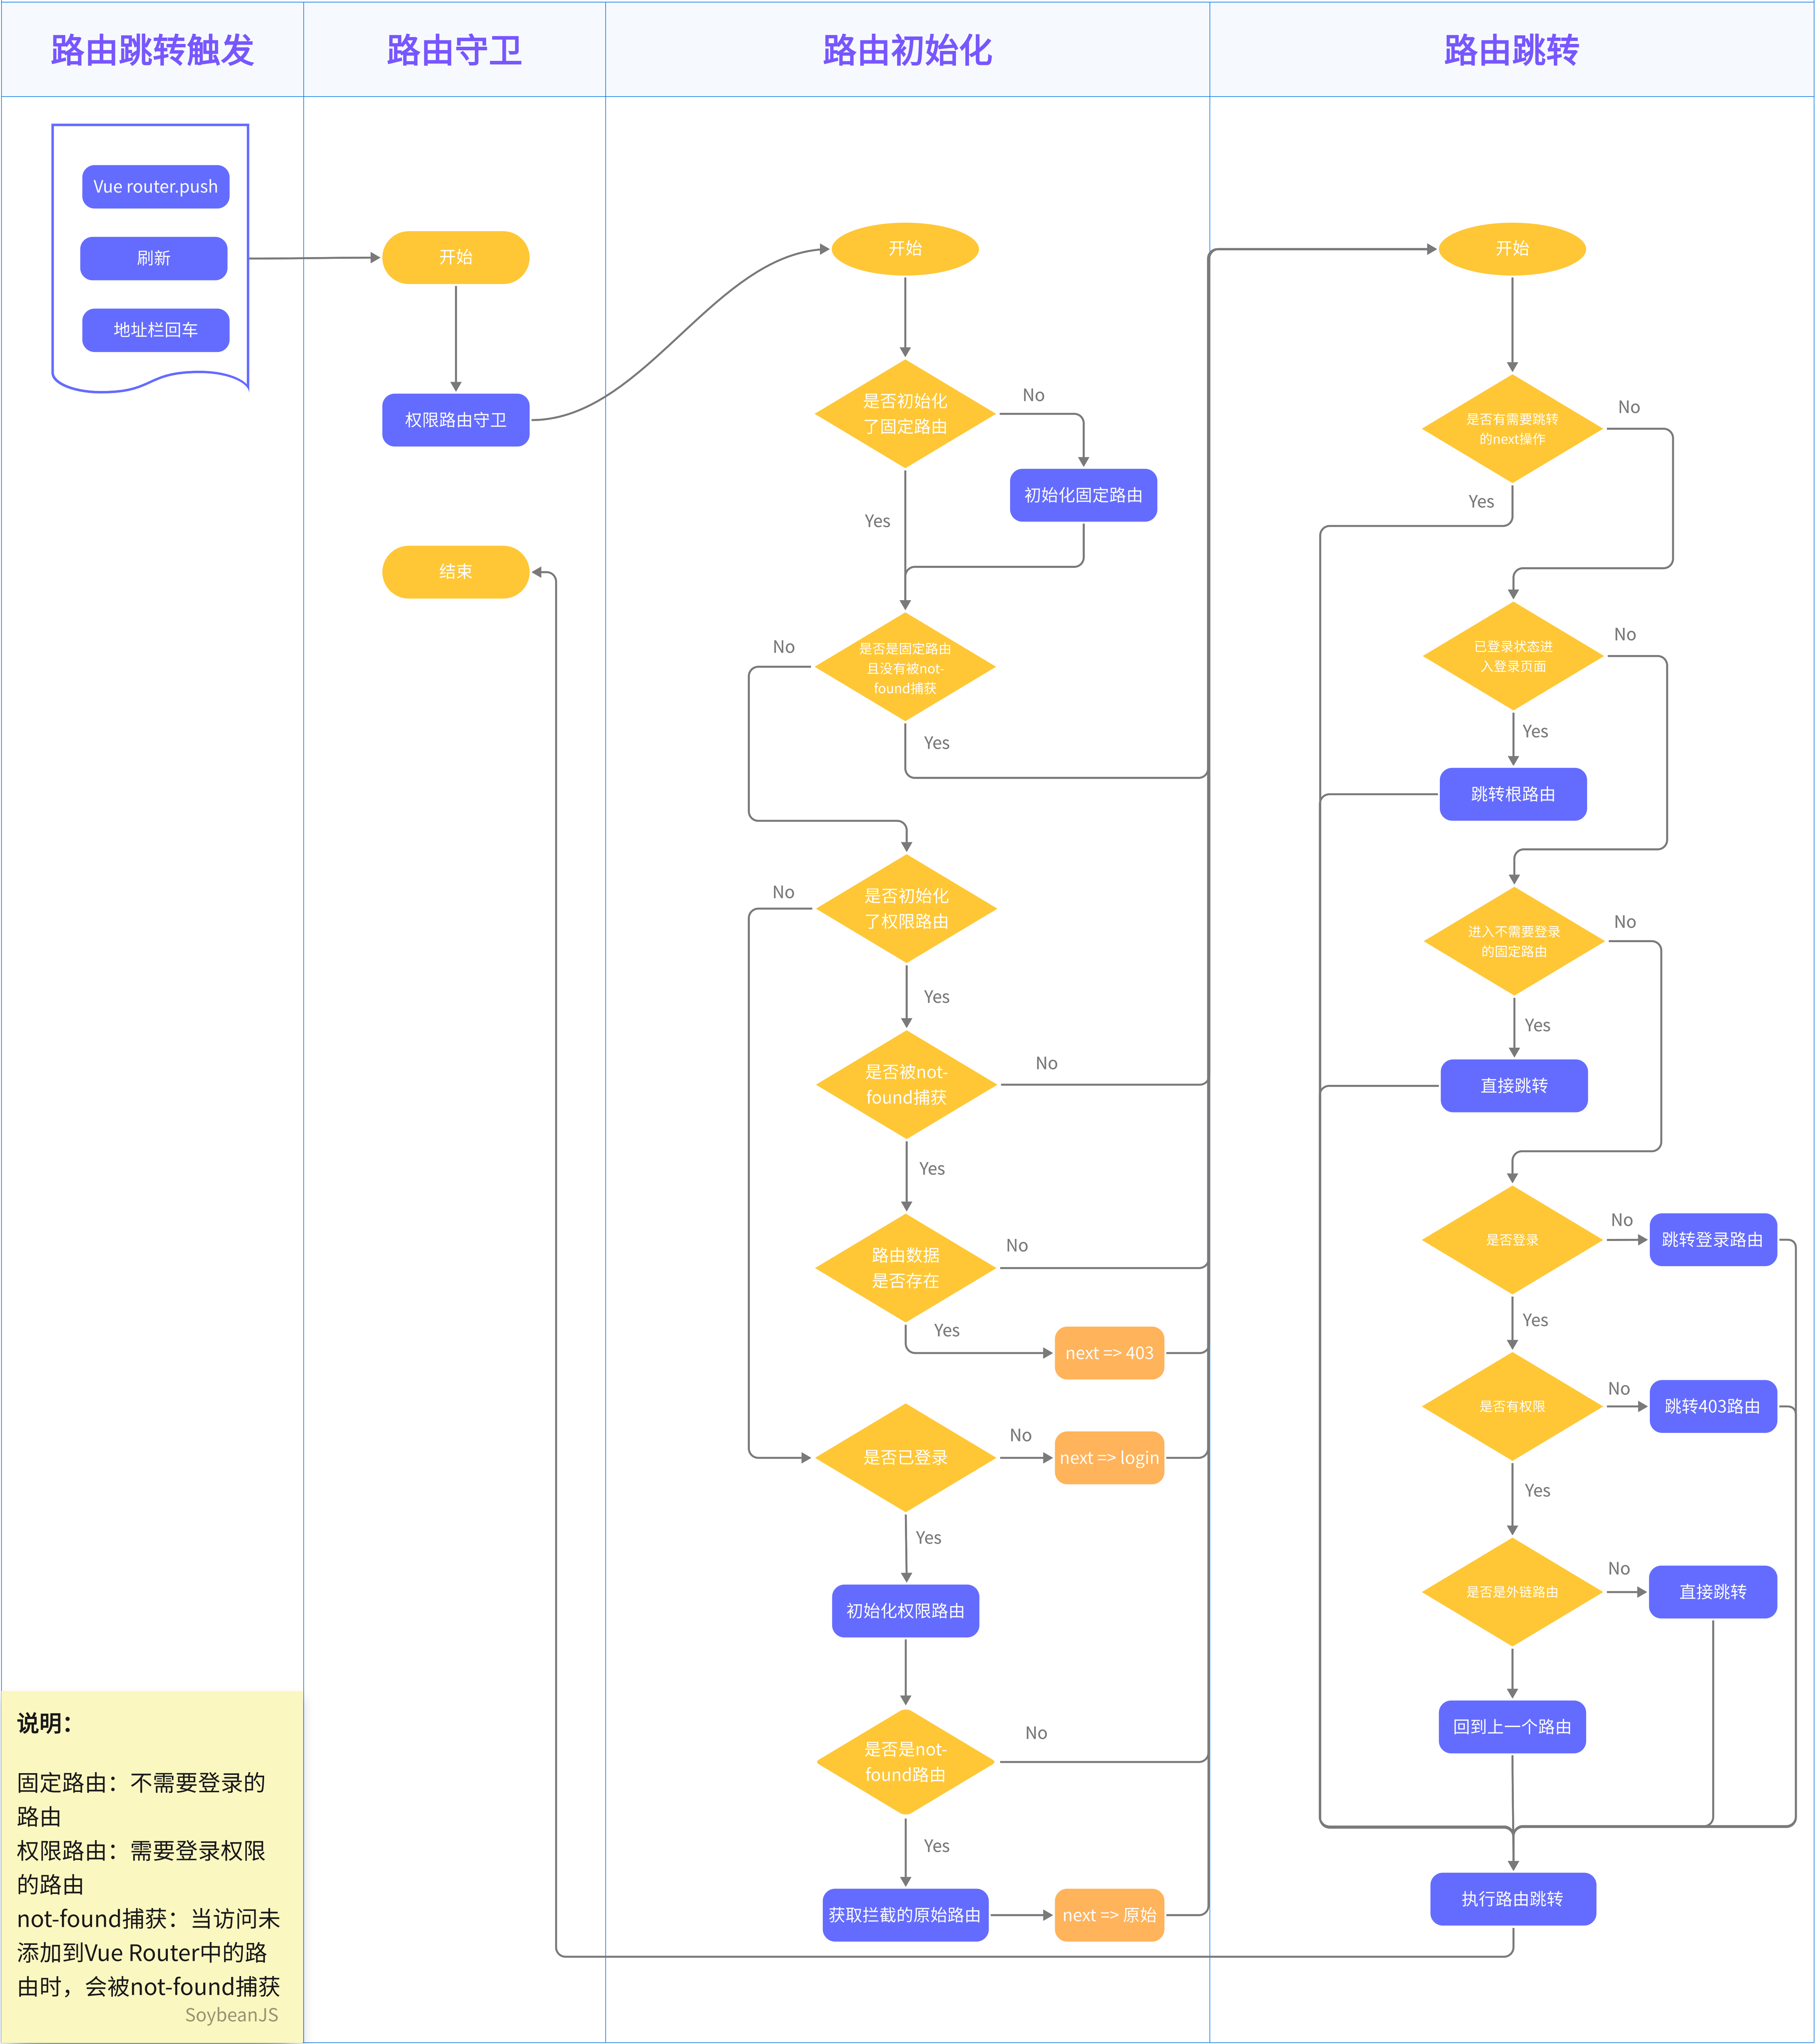 路由跳转触发
路由守卫
路由初始化
路由跳转
Vue router.push
刷新
地址栏回车
开始
权限路由守卫
结束
开始
是否初始化
了固定路由
No
初始化固定路由
Yes
是否是固定路由
且没有被not-
found捕获
No
Yes
是否初始化
了权限路由
No
Yes
是否被not-
found捕获
No
Yes
路由数据
是否存在
No
Yes
next => 403
是否已登录
No
next => login
Yes
初始化权限路由
是否是not-
found路由
No
Yes
获取拦截的原始路由
next => 原始
开始
是否有需要跳转
的next操作
No
Yes
已登录状态进
入登录页面
No
Yes
跳转根路由
进入不需要登录
的固定路由
No
Yes
直接跳转
是否登录
No
跳转登录路由
Yes
是否有权限
No
跳转403路由
Yes
是否是外链路由
No
直接跳转
回到上一个路由
执行路由跳转
说明：
固定路由：不需要登录的
路由
权限路由：需要登录权限
的路由
not-found捕获：当访问未
添加到Vue Router中的路
由时，会被not-found捕获
SoybeanJS